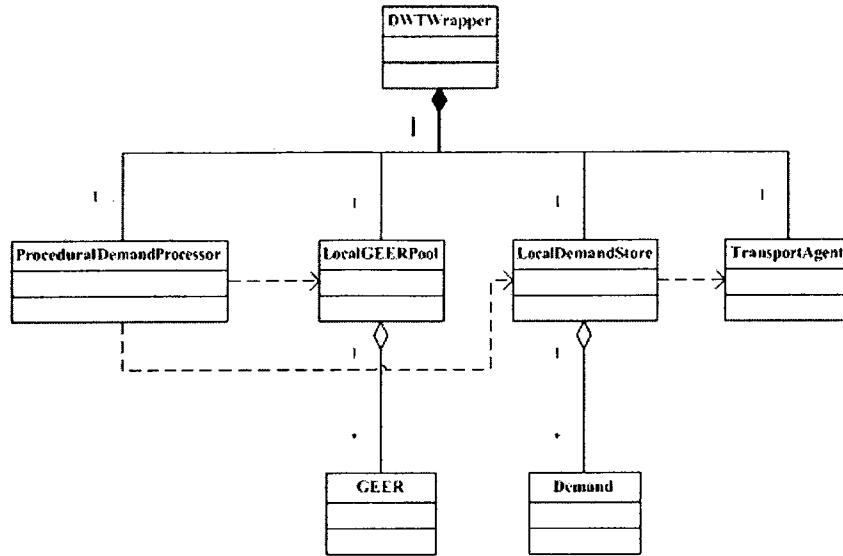 DWTWrapper
1
1 1 1 1
ProceduralDemandProcessor LocalGEERPool LocalDemandStore TransportAgent
1 1
* *
GEER Demand